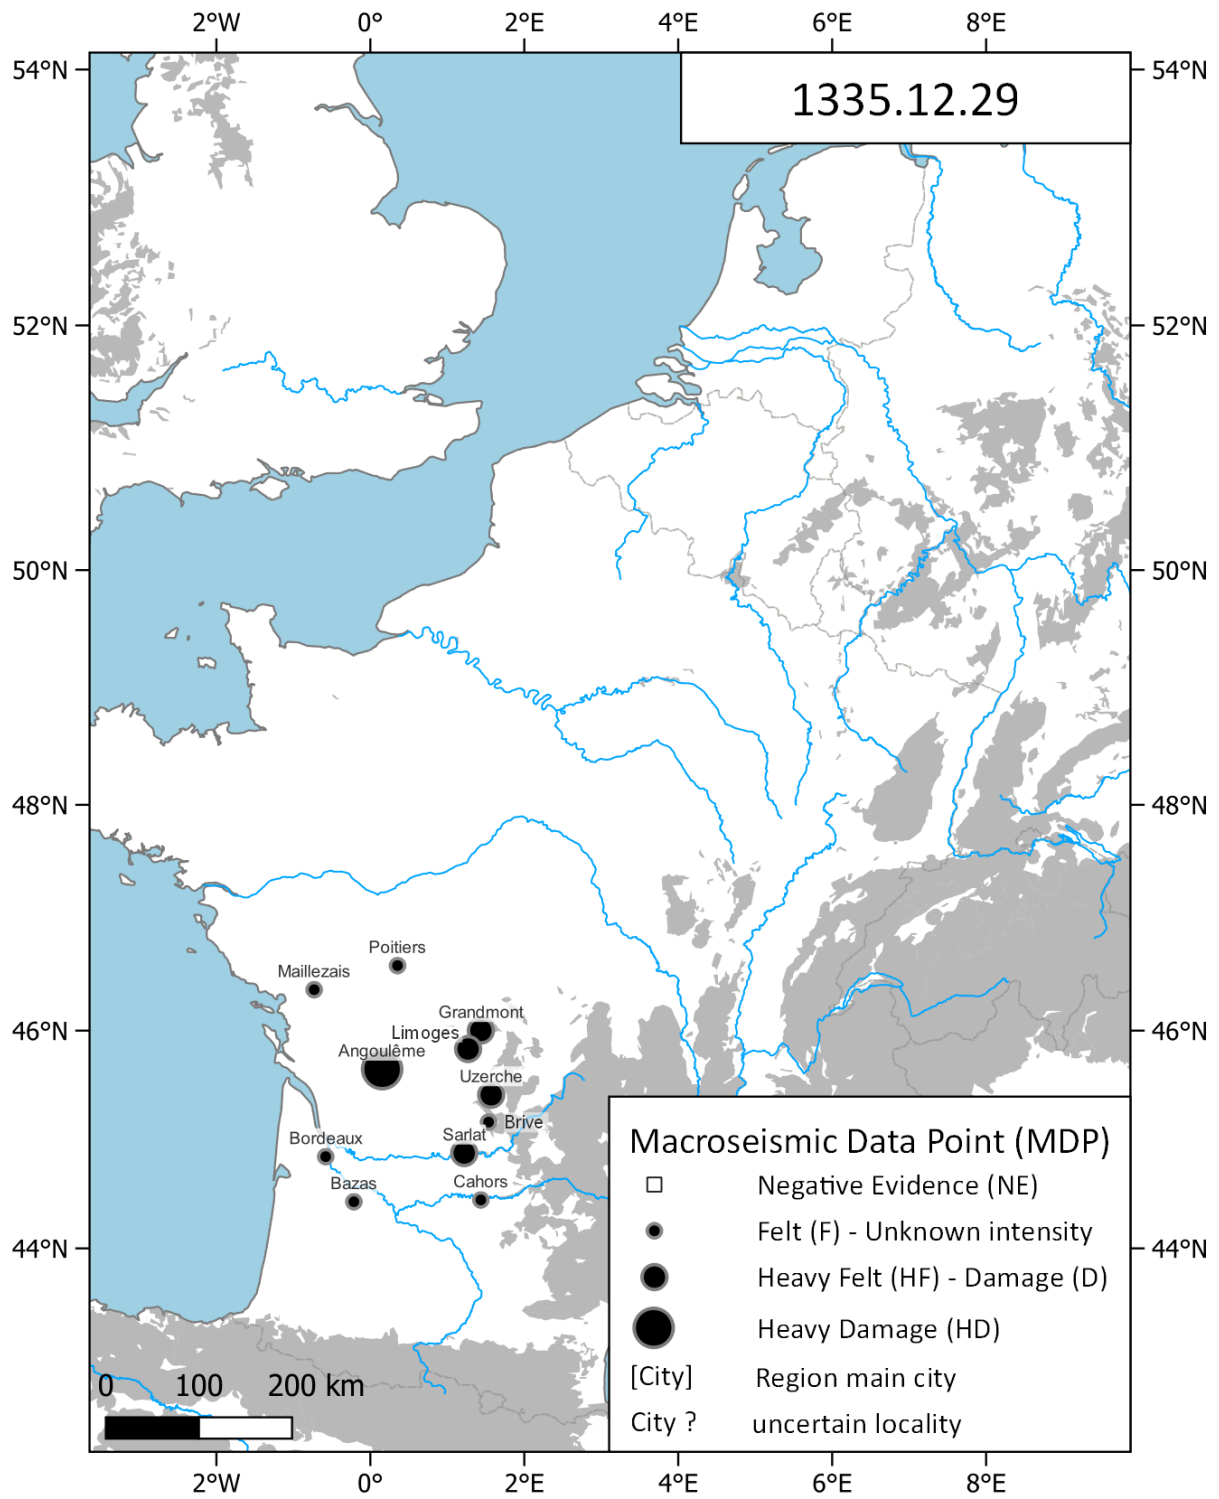 2°W 0° 2°E 4°E 6°E 8°E
54°N 54°N
1335.12.29
52°N 52°N
50°N 50°N
48°N 48°N
Poitiers
Maillezais
Grandmont
46°N 46°N
Limoges
Angoulême
Uzerche
Brive
Sarlat
Bordeaux
Cahors
Bazas
44°N 44°N
Macroseismic Data Point (MDP)
Negative Evidence (NE)
Felt (F) - Unknown intensity
Heavy Felt (HF) - Damage (D)
Heavy Damage (HD)
[City] Region main city
City ? uncertain locality
0 100 200 km
2°W 0° 2°E 4°E 6°E 8°E